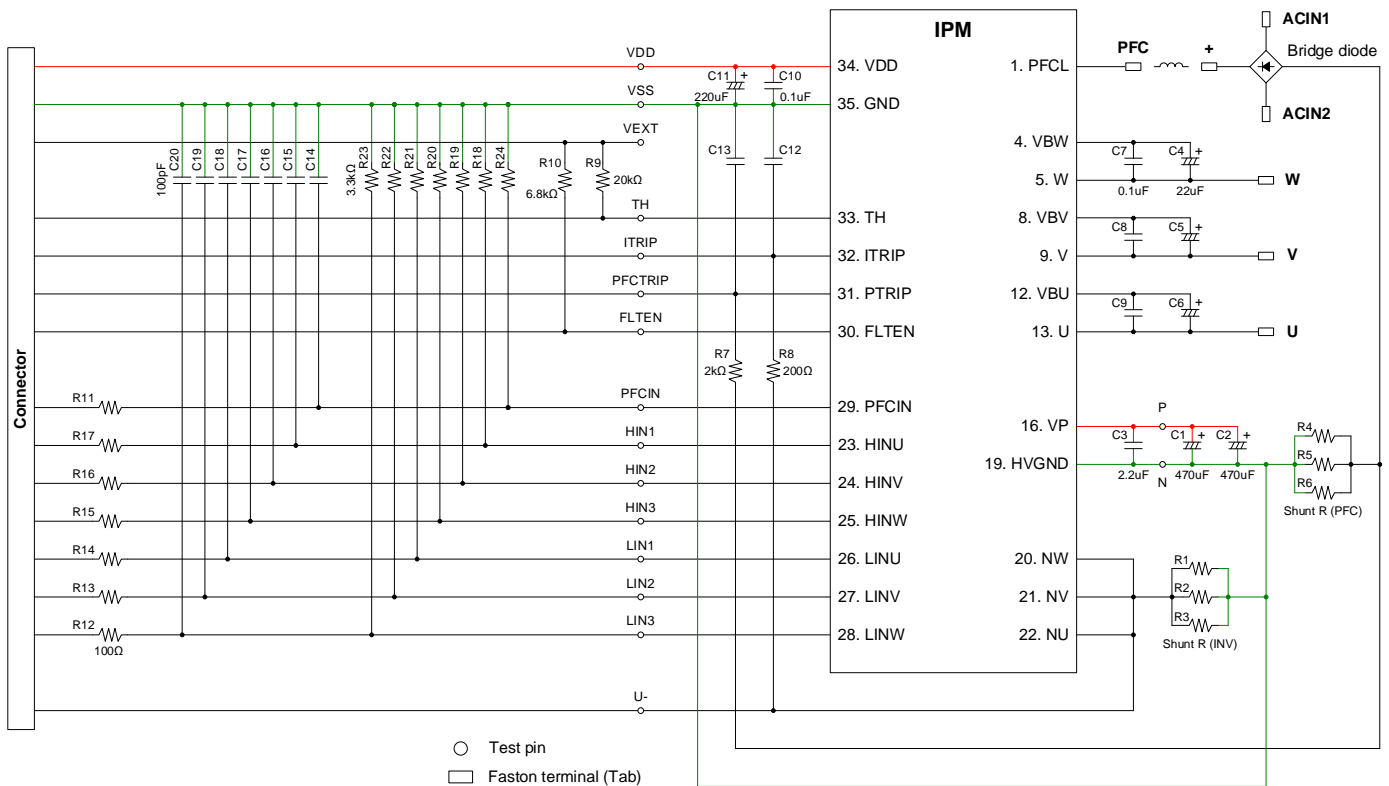 ACIN1
IPM
PFC
+
Bridge diode
VDD
C11
+
C10
34. VDD
1. PFCL
220uF
0.1uF
VSS
35. GND
ACIN2
VEXT
4. VBW
C20
C19
C18
C17
C16
C15
C14
R23
R22
R21
R20
R19
R18
R24
R10
R9
C13
C12
C7
C4
+
100pF
3.3kΩ
6.8kΩ
20kΩ
5. W
W
0.1uF
22uF
TH
33. TH
8. VBV
C8
C5
+
ITRIP
32. ITRIP
9. V
V
PFCTRIP
31. PTRIP
12. VBU
C9
C6
+
FLTEN
30. FLTEN
13. U
U
R7
2kΩ
R8
200Ω
Connector
R11
PFCIN
29. PFCIN
P
16. VP
C3
C1
+
C2
+
R4
R17
HIN1
23. HINU
19. HVGND
R5
2.2uF
470uF
470uF
N
R6
R16
HIN2
24. HINV
Shunt R (PFC)
R15
HIN3
25. HINW
R14
LIN1
26. LINU
20. NW
R1
R13
LIN2
27. LINV
21. NV
R2
R12
100Ω
LIN3
28. LINW
22. NU
R3
Shunt R (INV)
U-
Test pin
Faston terminal (Tab)